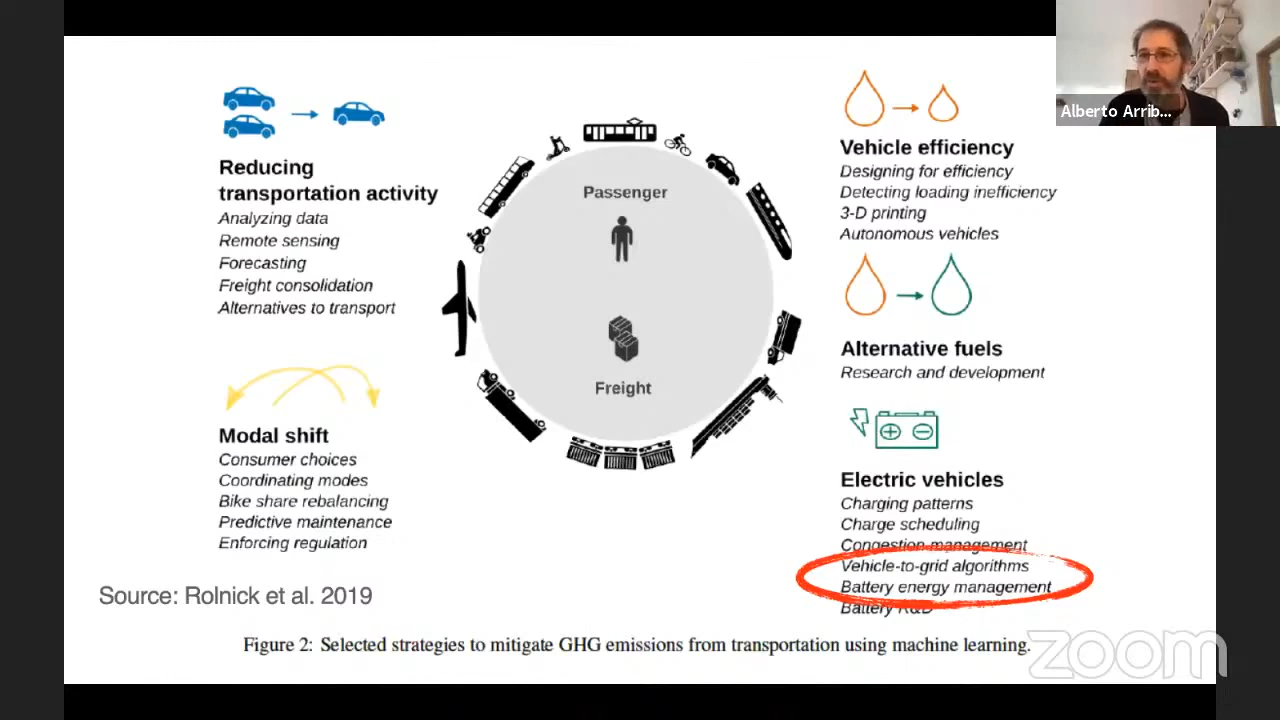 Alberto Arrib...
Reducing
transportation activity
Analyzing data
Remote sensing
Forecasting
Freight consolidation
Alternatives to transport
Modal shift
Consumer choices
Coordinating modes
Bike share rebalancing
Predictive maintenance
Enforcing regulation
Passenger
Freight
Vehicle efficiency
Designing for efficiency
Detecting loading inefficiency
3-D printing
Autonomous vehicles
Alternative fuels
Research and development
Electric vehicles
Charging patterns
Charge scheduling
Congestion management
Vehicle-to-grid algorithms
Battery energy management
Battery R&D
Source: Rolnick et al. 2019
Figure 2: Selected strategies to mitigate GHG emissions from transportation using machine learning.
zoom